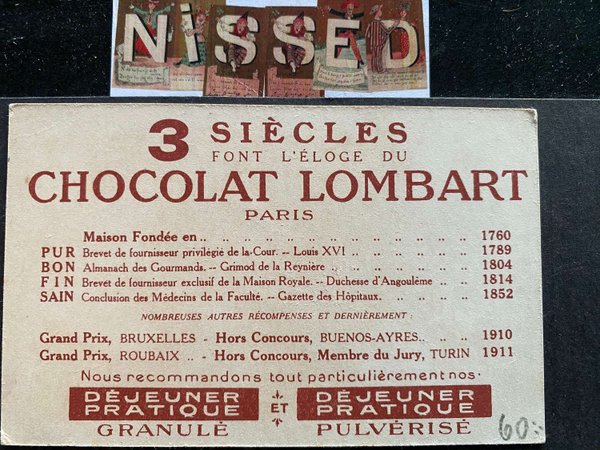 NISSED
3 SIÈCLES
FONT L'ÉLOGE DU
CHOCOLAT LOMBART
PARIS
Maison Fondée en .. .. .. .. .. .. .. .. .. .. .. .. .. 1760
PUR Brevet de fournisseur privilégié de la-Cour. -- Louis XVI .. .. .. .. .. 1789
BON Almanach des Gourmands. -- Grimod de la Reynière .. .. .. .. .. .. 1804
FIN Brevet de fournisseur exclusif de la Maison Royale. -- Duchesse d'Angoulème .. .. 1814
SAIN Conclusion des Médecins de la Faculté. -- Gazette des Hôpitaux. .. .. .. .. 1852
NOMBREUSES AUTRES RÉCOMPENSES ET DERNIÈREMENT :
Grand Prix, BRUXELLES - Hors Concours, BUENOS-AYRES.. .. .. 1910
Grand Prix, ROUBAIX -- Hors Concours, Membre du Jury, TURIN 1911
Nous recommandons tout particulièrement nos:
DÉJEUNER PRATIQUE GRANULÉ
ET
DÉJEUNER PRATIQUE PULVÉRISÉ
60:-